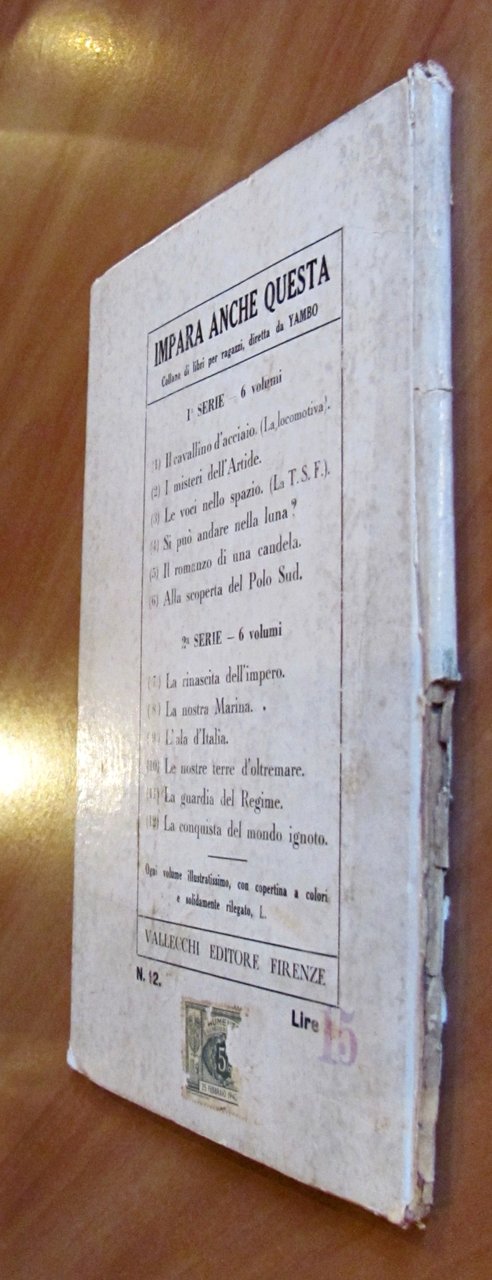 IMPARA ANCHE QUESTA
Collana di libri per ragazzi, diretta da YAMBO
1ª SERIE – 6 volumi
(1) Il cavallino d'acciaio. (La locomotiva).
(2) I misteri dell'Artide.
(3) Le voci nello spazio. (La T. S. F.).
(4) Si può andare nella luna?
(5) Il romanzo di una candela.
(6) Alla scoperta del Polo Sud.
2ª SERIE – 6 volumi
(7) La rinascita dell'impero.
(8) La nostra Marina.
(9) L'ala d'Italia.
(10) Le nostre terre d'oltremare.
(11) La guardia del Regime.
(12) La conquista del mondo ignoto.
Ogni volume illustratissimo, con copertina a colori
e solidamente rilegato, L.
VALLECCHI EDITORE FIRENZE
N. 12.
Lire 15
5